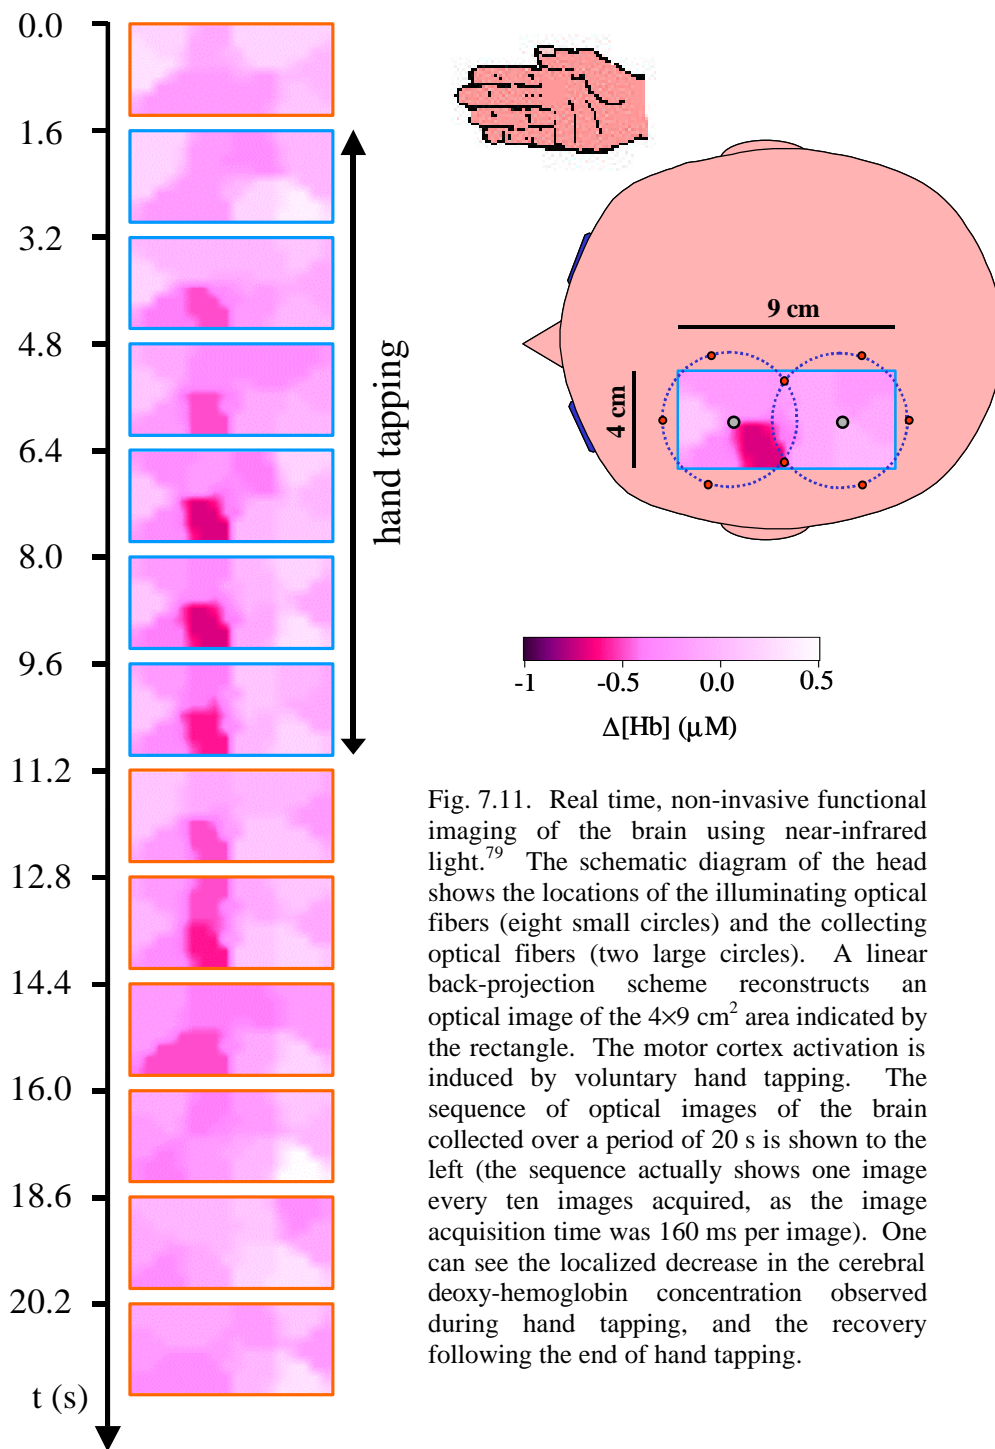 0.0
1.6
3.2
4.8
6.4
8.0
9.6
11.2
12.8
14.4
16.0
18.6
20.2
t (s)
hand tapping
9 cm
4 cm
-1 -0.5 0.0 0.5
Δ[Hb] (μM)
Fig. 7.11. Real time, non-invasive functional
imaging of the brain using near-infrared
light.79 The schematic diagram of the head
shows the locations of the illuminating optical
fibers (eight small circles) and the collecting
optical fibers (two large circles). A linear
back-projection scheme reconstructs an
optical image of the 4×9 cm2 area indicated by
the rectangle. The motor cortex activation is
induced by voluntary hand tapping. The
sequence of optical images of the brain
collected over a period of 20 s is shown to the
left (the sequence actually shows one image
every ten images acquired, as the image
acquisition time was 160 ms per image). One
can see the localized decrease in the cerebral
deoxy-hemoglobin concentration observed
during hand tapping, and the recovery
following the end of hand tapping.